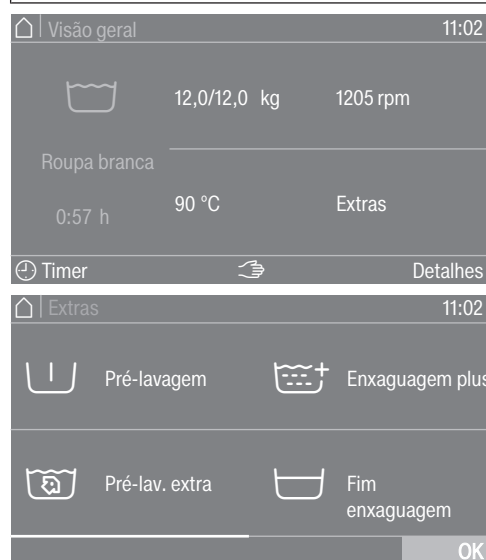 Visão geral 11:02
12,0/12,0 kg 1205 rpm
Roupa branca
0:57 h
90 °C Extras
Timer Detalhes
Extras 11:02
Pré-lavagem Enxaguagem plus
Pré-lav. extra Fim
enxaguagem
OK